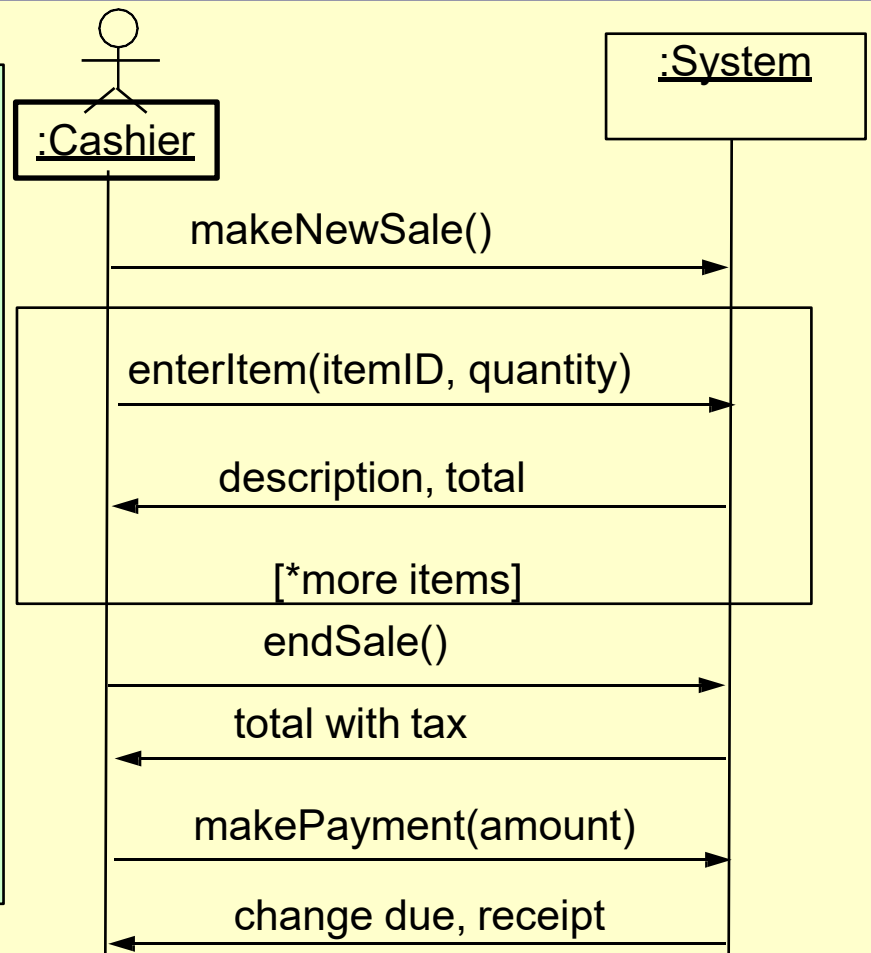 :System
:Cashier
makeNewSale()
enterItem(itemID, quantity)
description, total
[*more items]
endSale()
total with tax
makePayment(amount)
change due, receipt